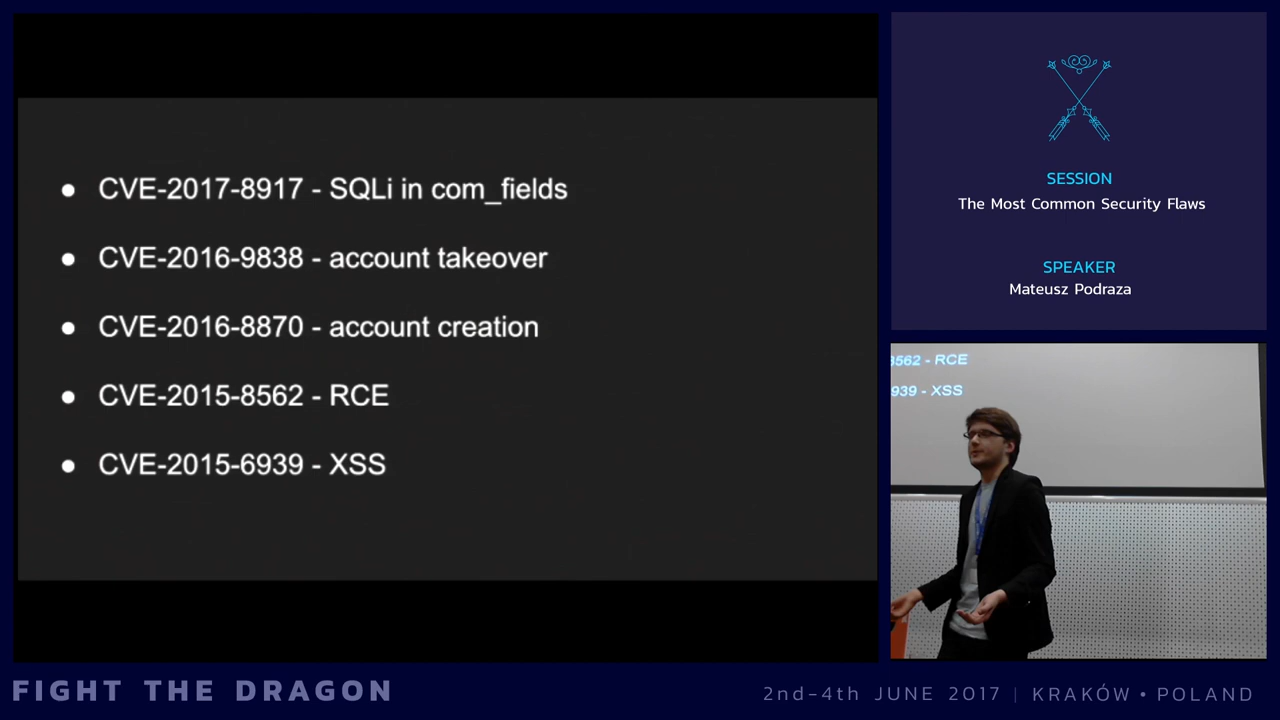 CVE-2017-8917 - SQLi in com_fields
CVE-2016-9838 - account takeover
CVE-2016-8870 - account creation
CVE-2015-8562 - RCE
CVE-2015-6939 - XSS
SESSION
The Most Common Security Flaws
SPEAKER
Mateusz Podraza
8562 - RCE
939 - XSS
FIGHT THE DRAGON
2nd-4th JUNE 2017 | KRAKÓW • POLAND